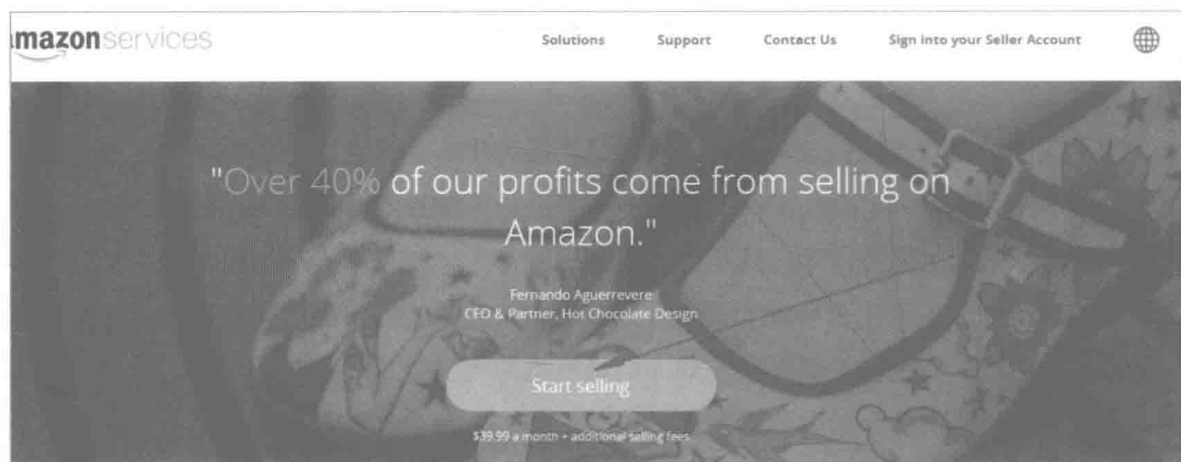 amazonservices
Solutions Support Contact Us Sign into your Seller Account
"Over 40% of our profits come from selling on
Amazon."
Fernando Aguerrevere
CEO & Partner, Hot Chocolate Design
Start selling
$39.99 a month + additional selling fees